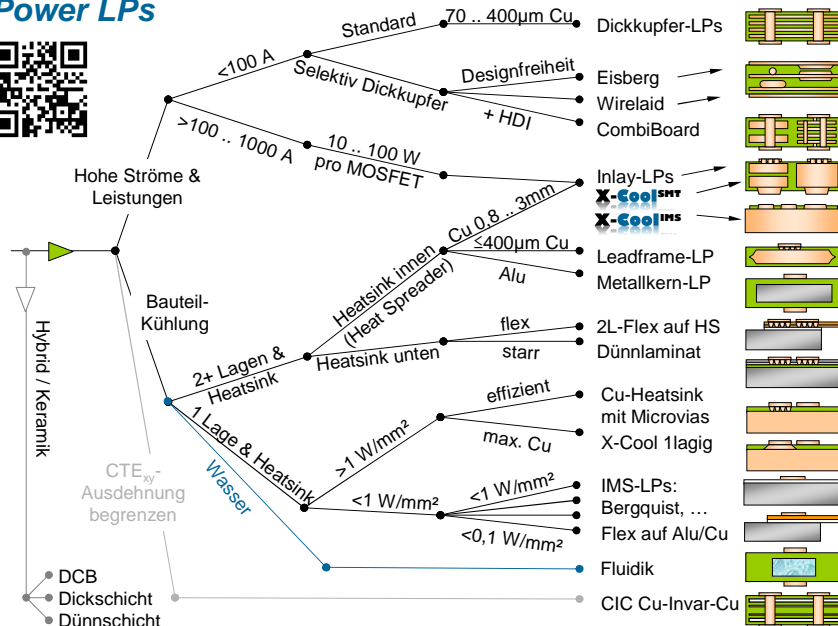 Power LPs
<100 A
Standard
70 .. 400µm Cu
Dickkupfer-LPs
Selektiv Dickkupfer
Designfreiheit
Eisberg
Wirelaid
+ HDI
CombiBoard
>100 .. 1000 A
10 .. 100 W
pro MOSFET
Hohe Ströme &
Leistungen
Inlay-LPs
X-Cool SMT
X-Cool IMS
Cu 0,8 .. 3mm
≤400µm Cu
Leadframe-LP
Alu
Metallkern-LP
Heatsink innen
(Heat Spreader)
Bauteil-
Kühlung
2+ Lagen &
Heatsink
Heatsink unten
flex
2L-Flex auf HS
starr
Dünnlaminat
Hybrid / Keramik
1 Lage & Heatsink
>1 W/mm²
effizient
Cu-Heatsink
mit Microvias
max. Cu
X-Cool 1lagig
<1 W/mm²
<1 W/mm²
IMS-LPs:
Bergquist, …
<0,1 W/mm²
Flex auf Alu/Cu
Wasser
Fluidik
CTExy-
Ausdehnung
begrenzen
CIC Cu-Invar-Cu
DCB
Dickschicht
Dünnschicht